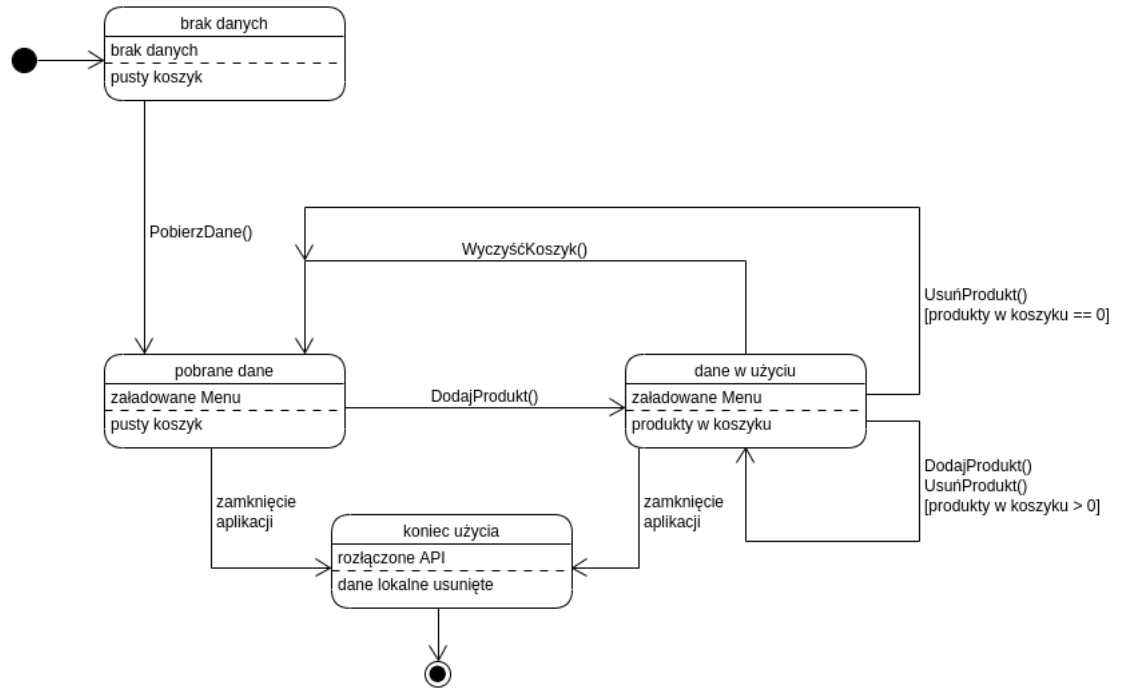 brak danych
brak danych
pusty koszyk
PobierzDane()
WyczyśćKoszyk()
UsuńProdukt()
[produkty w koszyku == 0]
pobrane dane
załadowane Menu
pusty koszyk
DodajProdukt()
dane w użyciu
załadowane Menu
produkty w koszyku
DodajProdukt()
UsuńProdukt()
[produkty w koszyku > 0]
zamknięcie
aplikacji
zamknięcie
aplikacji
koniec użycia
rozłączone API
dane lokalne usunięte